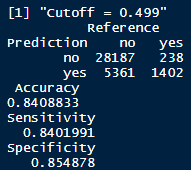 [1] "Cutoff = 0.499"
Reference
Prediction no yes
no 28187 238
yes 5361 1402
Accuracy
0.8408833
Sensitivity
0.8401991
Specificity
0.854878